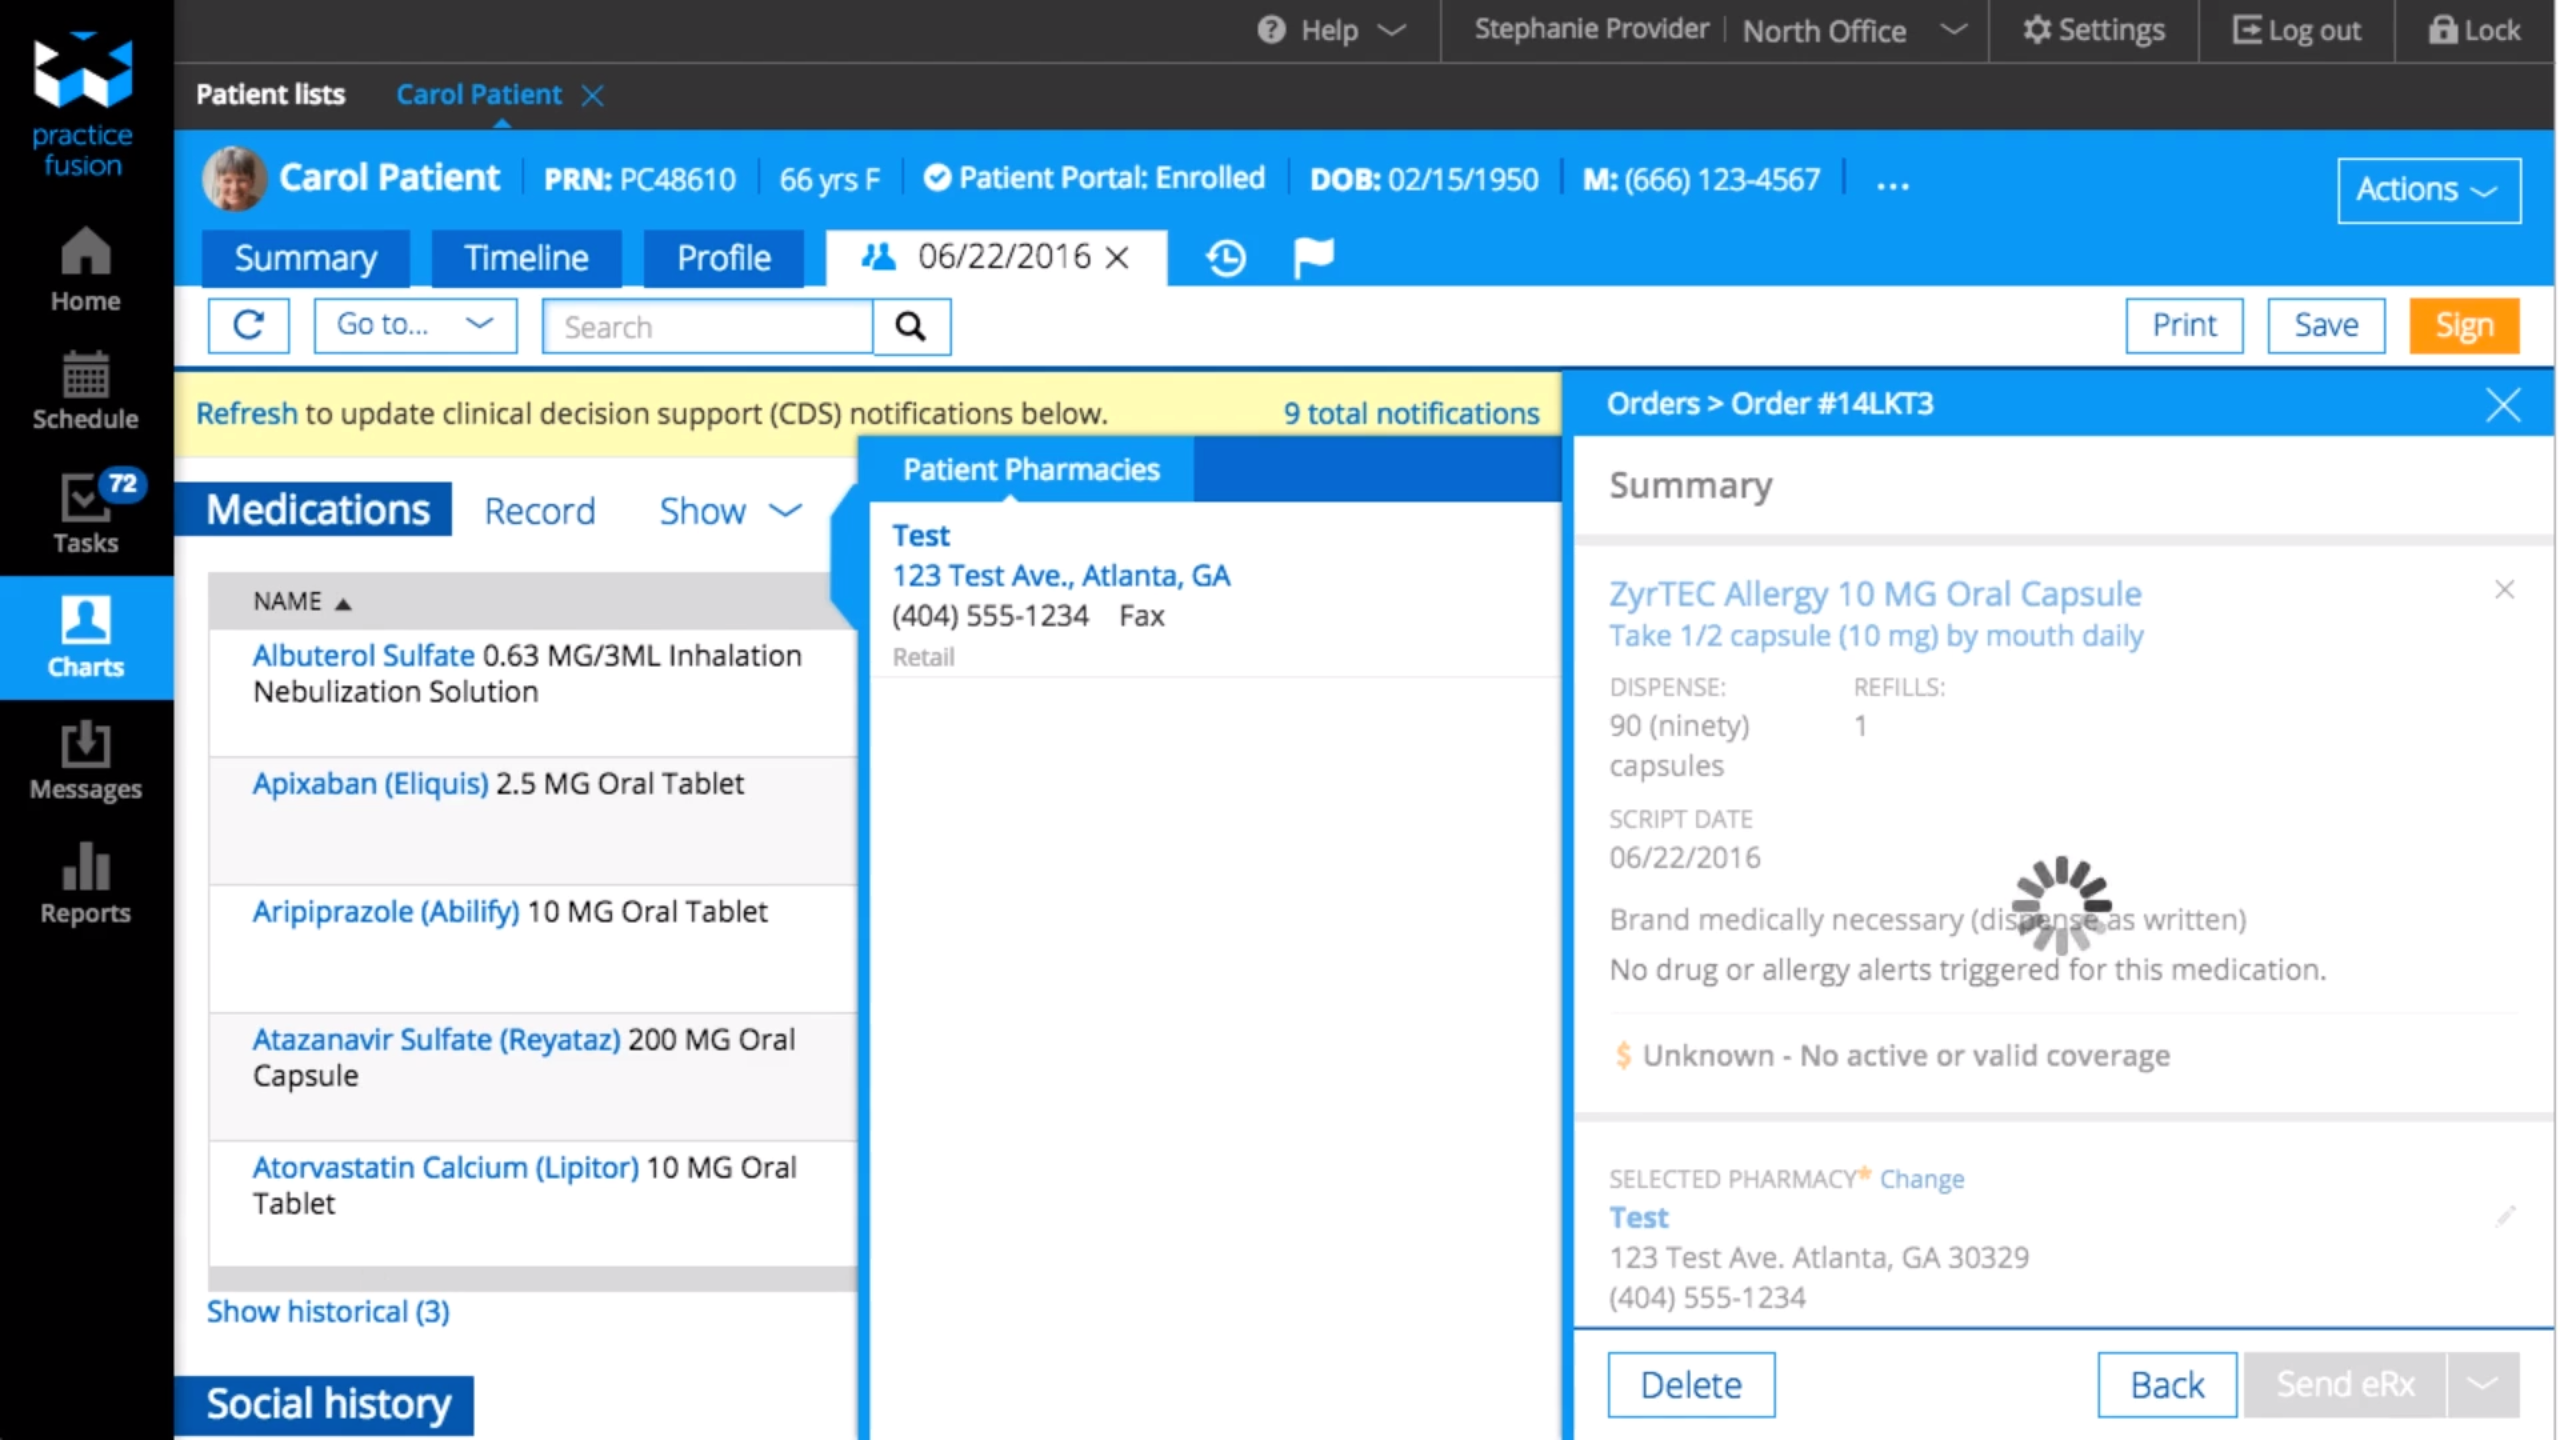 Help
Stephanie Provider
North Office
Settings
Log out
Lock
practice
fusion
Patient lists
Carol Patient
Carol Patient
PRN: PC48610
66 yrs F
Patient Portal: Enrolled
DOB: 02/15/1950
M: (666) 123-4567
...
Actions
Summary
Timeline
Profile
06/22/2016
Go to...
Search
Print
Save
Sign
Home
Schedule
72
Tasks
Charts
Messages
Reports
Refresh to update clinical decision support (CDS) notifications below.
9 total notifications
Medications
Record
Show
NAME
Albuterol Sulfate 0.63 MG/3ML Inhalation
Nebulization Solution
Apixaban (Eliquis) 2.5 MG Oral Tablet
Aripiprazole (Abilify) 10 MG Oral Tablet
Atazanavir Sulfate (Reyataz) 200 MG Oral
Capsule
Atorvastatin Calcium (Lipitor) 10 MG Oral
Tablet
Show historical (3)
Social history
Patient Pharmacies
Test
123 Test Ave., Atlanta, GA
(404) 555-1234 Fax
Retail
Orders > Order #14LKT3
Summary
ZyrTEC Allergy 10 MG Oral Capsule
Take 1/2 capsule (10 mg) by mouth daily
DISPENSE: REFILLS:
90 (ninety) 1
capsules
SCRIPT DATE
06/22/2016
Brand medically necessary (dispense as written)
No drug or allergy alerts triggered for this medication.
$ Unknown - No active or valid coverage
SELECTED PHARMACY* Change
Test
123 Test Ave. Atlanta, GA 30329
(404) 555-1234
Delete
Back
Send eRx